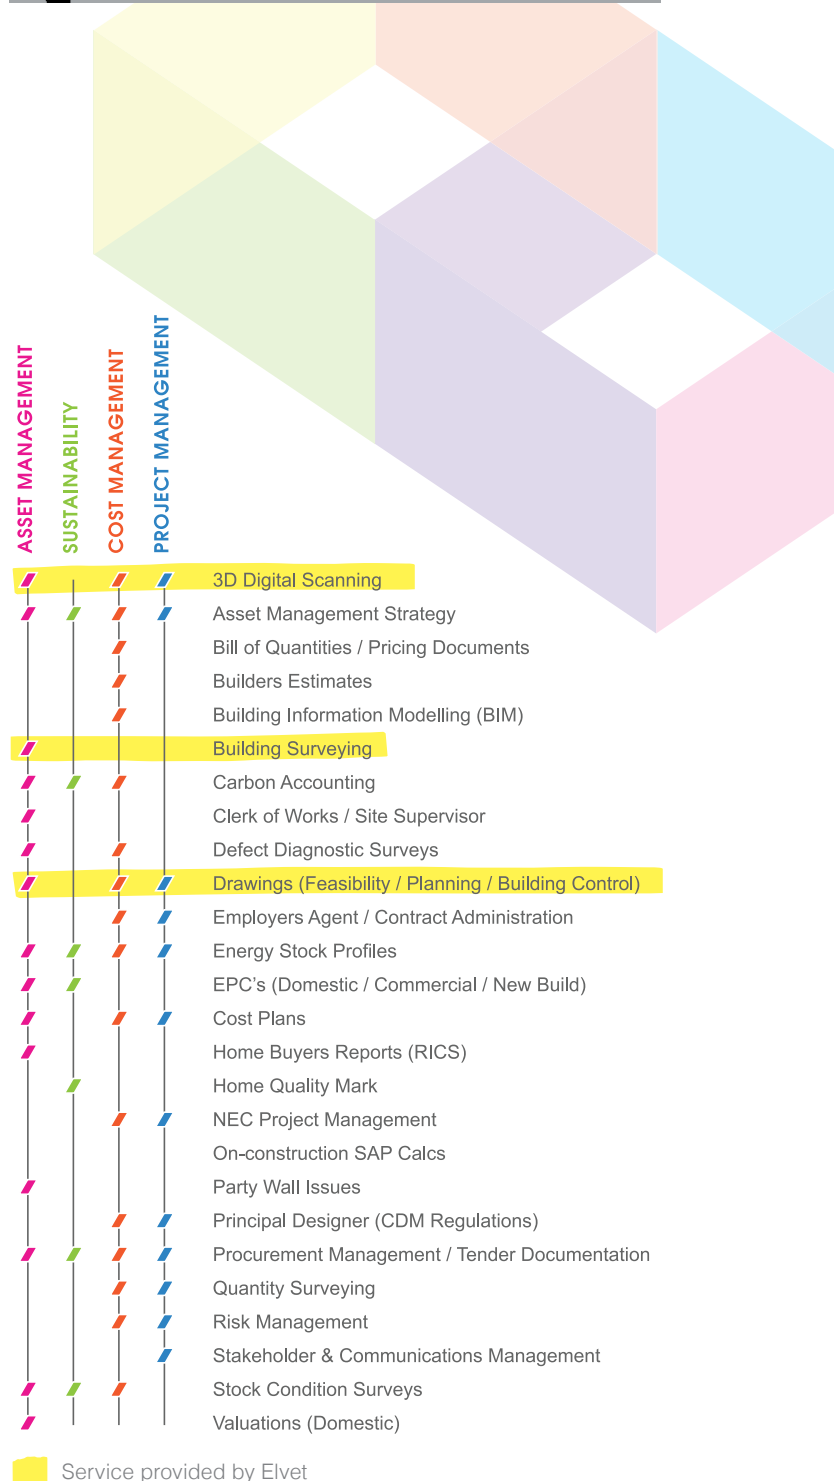 ASSET MANAGEMENT
SUSTAINABILITY
COST MANAGEMENT
PROJECT MANAGEMENT
3D Digital Scanning
Asset Management Strategy
Bill of Quantities / Pricing Documents
Builders Estimates
Building Information Modelling (BIM)
Building Surveying
Carbon Accounting
Clerk of Works / Site Supervisor
Defect Diagnostic Surveys
Drawings (Feasibility / Planning / Building Control)
Employers Agent / Contract Administration
Energy Stock Profiles
EPC's (Domestic / Commercial / New Build)
Cost Plans
Home Buyers Reports (RICS)
Home Quality Mark
NEC Project Management
On-construction SAP Calcs
Party Wall Issues
Principal Designer (CDM Regulations)
Procurement Management / Tender Documentation
Quantity Surveying
Risk Management
Stakeholder & Communications Management
Stock Condition Surveys
Valuations (Domestic)
Service provided by Elvet